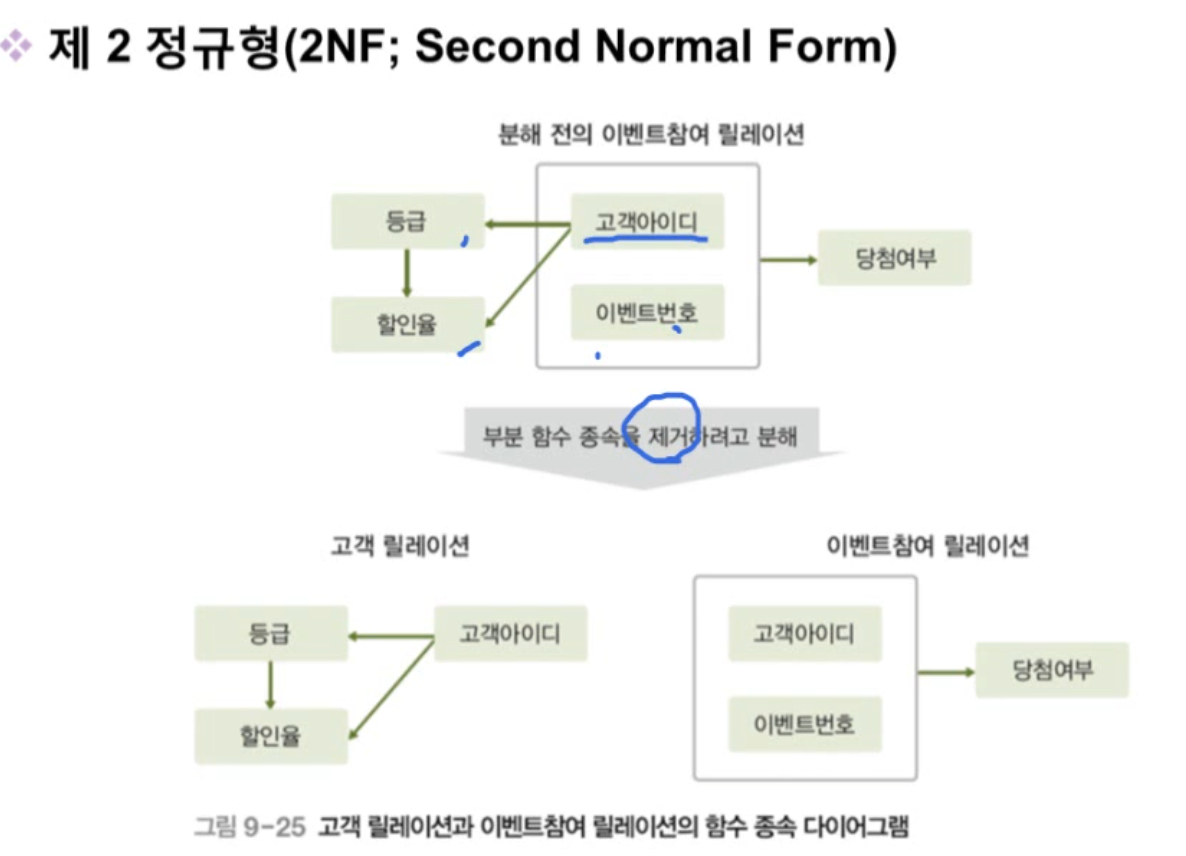 제 2 정규형(2NF; Second Normal Form)
분해 전의 이벤트참여 릴레이션
등급
고객아이디
당첨여부
할인율
이벤트번호
부분 함수 종속을 제거하려고 분해
고객 릴레이션
이벤트참여 릴레이션
등급
고객아이디
고객아이디
당첨여부
할인율
이벤트번호
그림 9-25 고객 릴레이션과 이벤트참여 릴레이션의 함수 종속 다이어그램